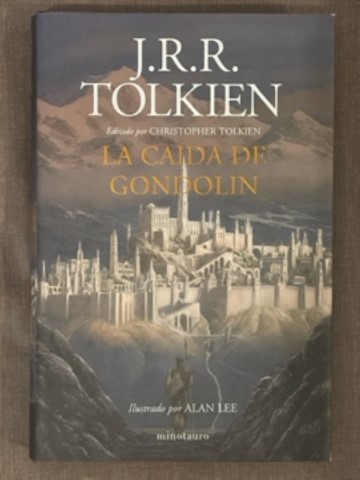 J.R.R.
TOLKIEN
Editado por CHRISTOPHER TOLKIEN
LA CAÍDA DE
GONDOLIN
Ilustrado por ALAN LEE
minotauro